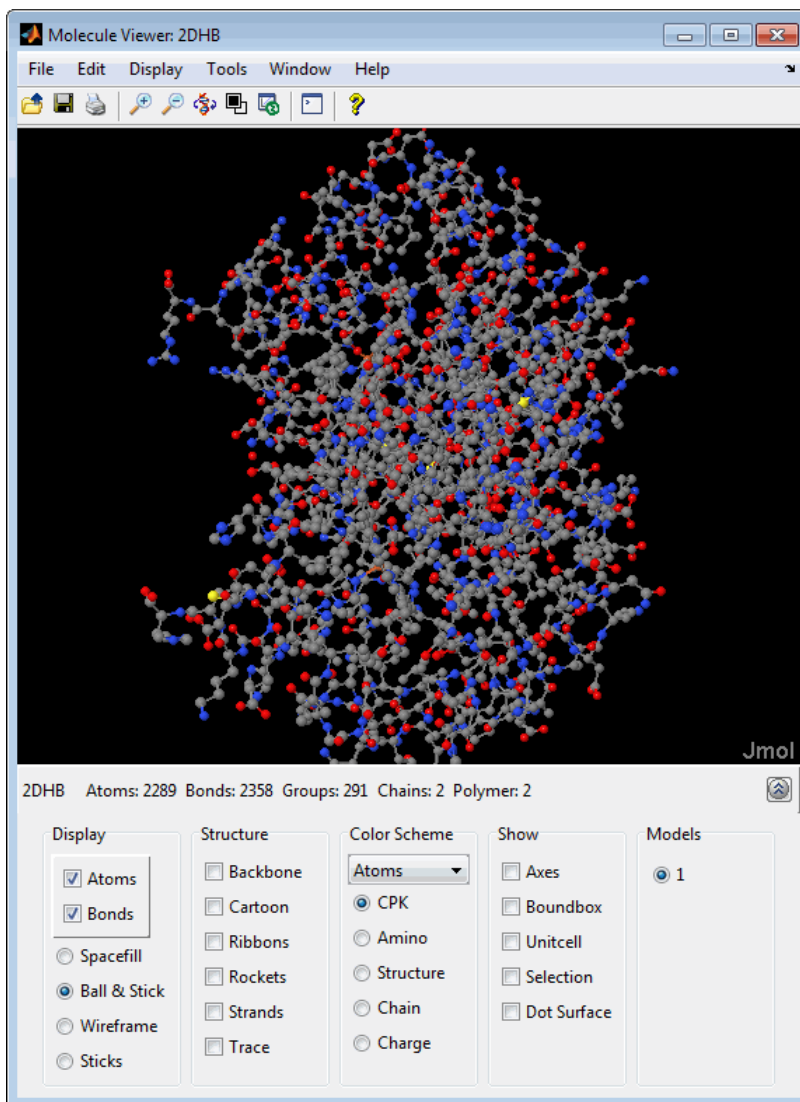 Molecule Viewer: 2DHB
File Edit Display Tools Window Help
Jmol
2DHB Atoms: 2289 Bonds: 2358 Groups: 291 Chains: 2 Polymer: 2
Display
Atoms
Bonds
Spacefill
Ball & Stick
Wireframe
Sticks
Structure
Backbone
Cartoon
Ribbons
Rockets
Strands
Trace
Color Scheme
Atoms
CPK
Amino
Structure
Chain
Charge
Show
Axes
Boundbox
Unitcell
Selection
Dot Surface
Models
1